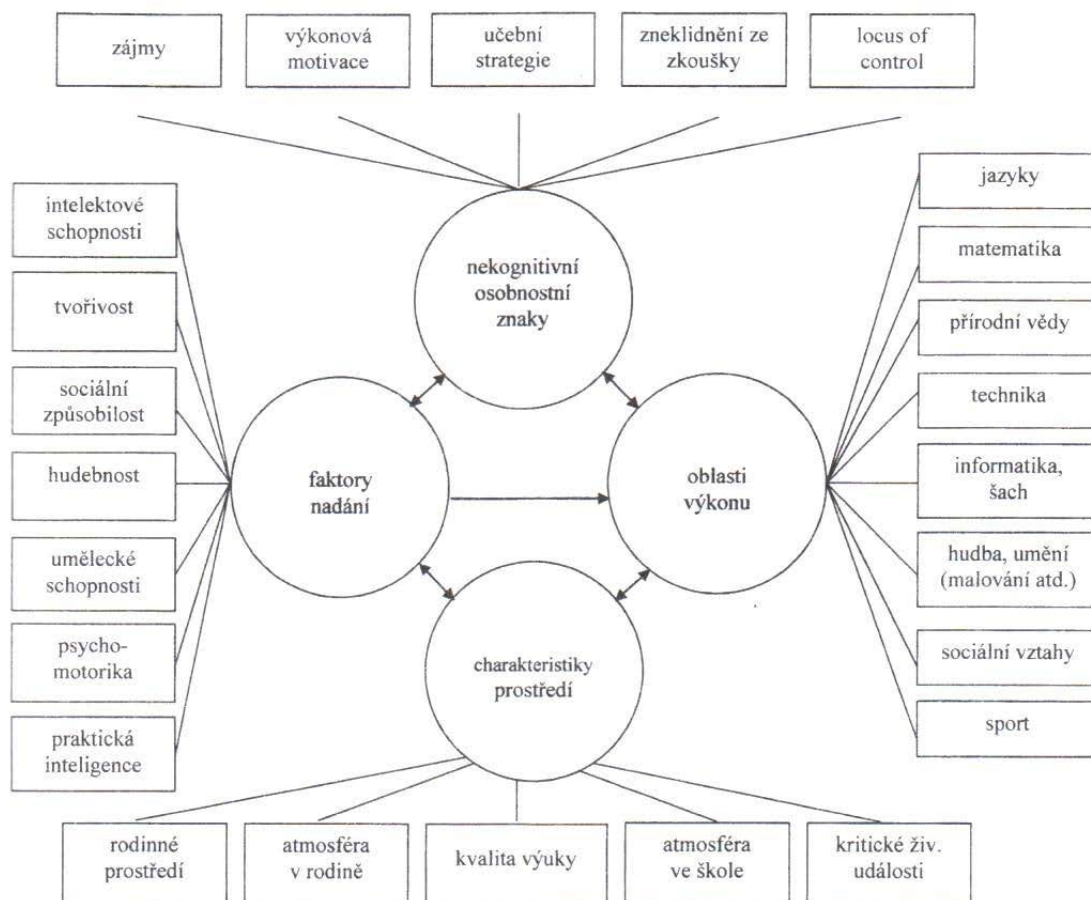 zájmy
výkonová
motivace
učební
strategie
zneklidnění ze
zkoušky
locus of
control
intelektové
schopnosti
tvořivost
sociální
způsobilost
hudebnost
umělecké
schopnosti
psycho-
motorika
praktická
inteligence
nekognitivní
osobnostní
znaky
faktory
nadání
oblasti
výkonu
charakteristiky
prostředí
jazyky
matematika
přírodní vědy
technika
informatika,
šach
hudba, umění
(malování atd.)
sociální vztahy
sport
rodinné
prostředí
atmosféra
v rodině
kvalita výuky
atmosféra
ve škole
kritické živ.
události